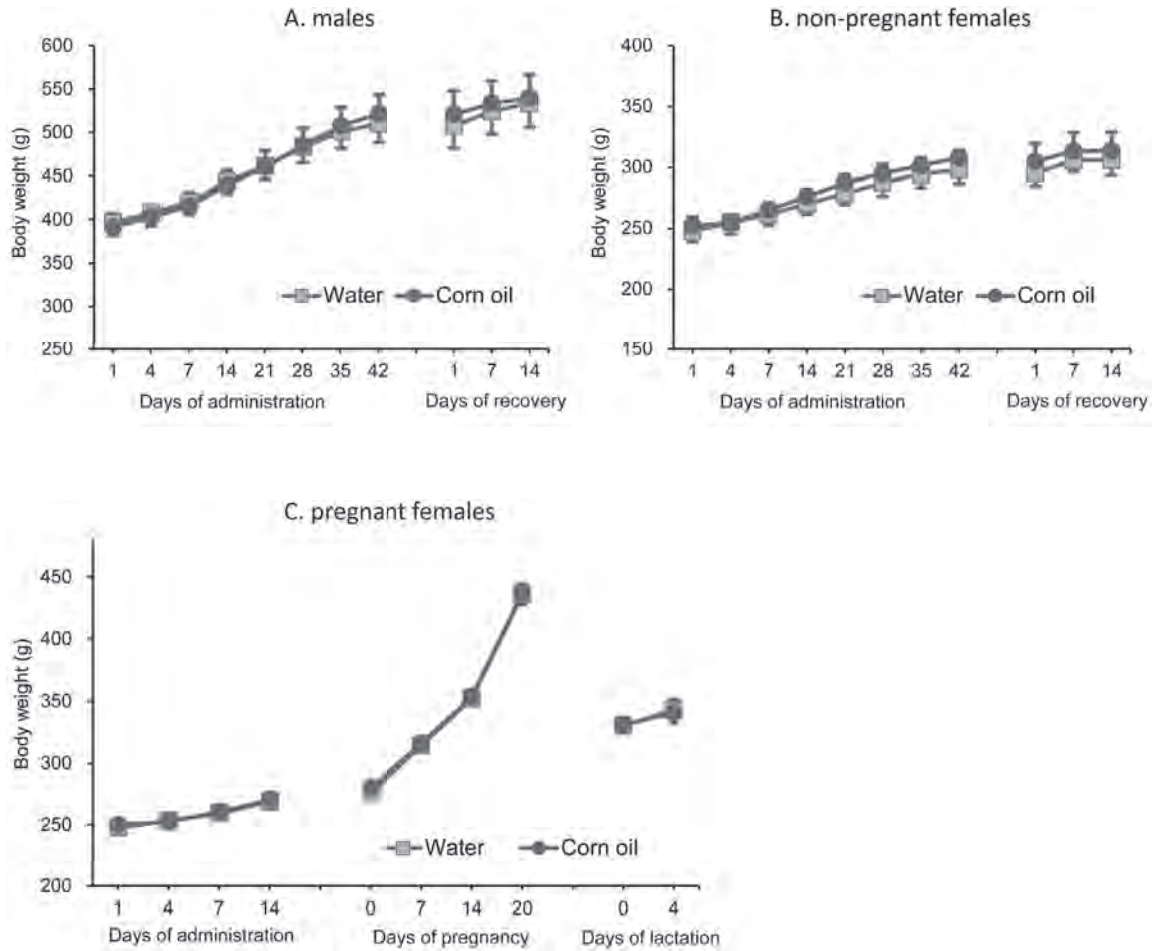 A. males
600
550
500
450
400
350
300
250
Body weight (g)
Water
Corn oil
1 4 7 14 21 28 35 42 1 7 14
Days of administration Days of recovery
B. non-pregnant females
400
350
300
250
200
150
Body weight (g)
Water
Corn oil
1 4 7 14 21 28 35 42 1 7 14
Days of administration Days of recovery
C. pregnant females
450
400
350
300
250
200
Body weight (g)
Water
Corn oil
1 4 7 14 0 7 14 20 0 4
Days of administration Days of pregnancy Days of lactation